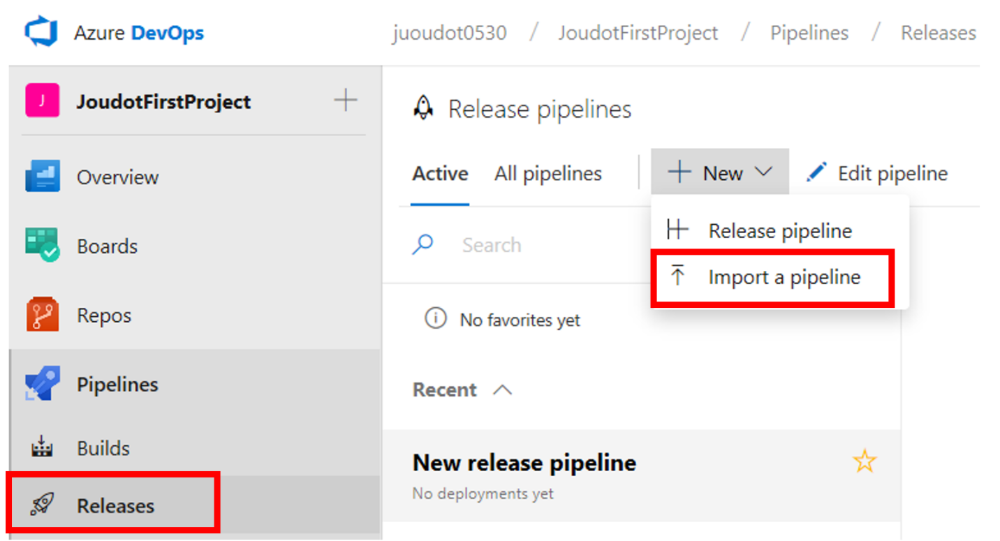 Azure DevOps
juoudot0530 / JoudotFirstProject / Pipelines / Releases
J JoudotFirstProject
Overview
Boards
Repos
Pipelines
Builds
Releases
Release pipelines
Active All pipelines New Edit pipeline
Release pipeline
Import a pipeline
Search
No favorites yet
Recent
New release pipeline
No deployments yet